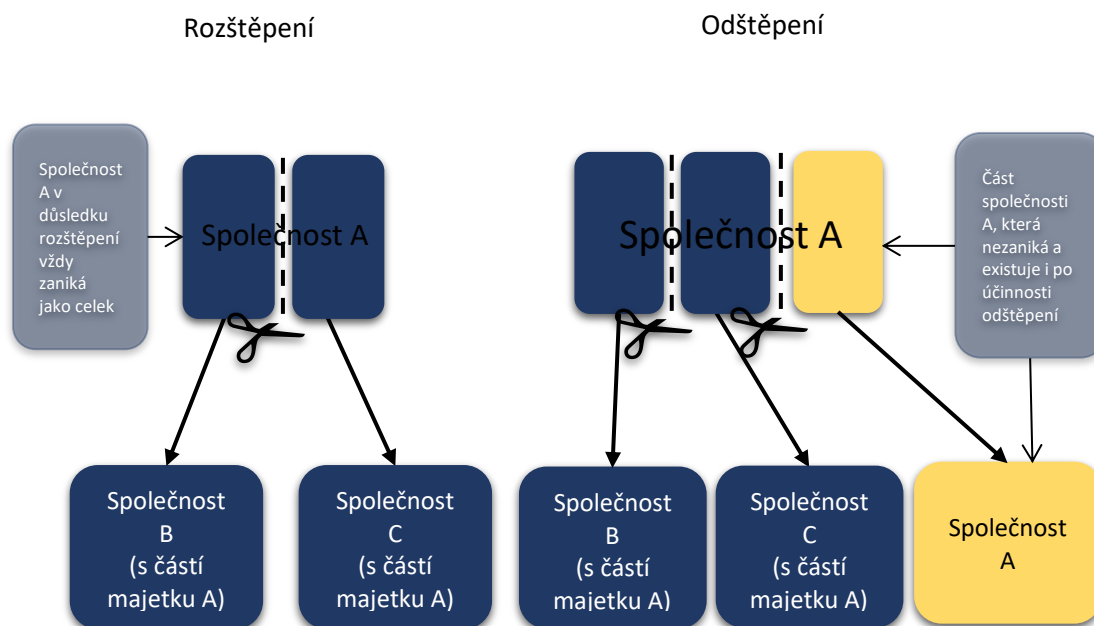 Rozštěpení
Odštěpení
Společnost
A v
důsledku
rozštěpení
vždy
zaniká
jako celek
Společnost A
Společnost A
Část
společnosti
A, která
nezaniká a
existuje i po
účinnosti
odštěpení
Společnost
B
(s částí
majetku A)
Společnost
C
(s částí
majetku A)
Společnost
B
(s částí
majetku A)
Společnost
C
(s částí
majetku A)
Společnost
A